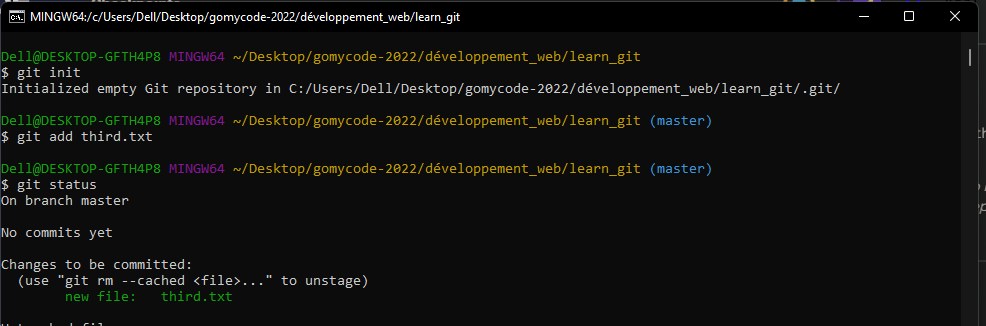 MINGW64:/c/Users/Dell/Desktop/gomycode-2022/développement_web/learn_git
Dell@DESKTOP-GFTH4P8 MINGW64 ~/Desktop/gomycode-2022/développement_web/learn_git
$ git init
Initialized empty Git repository in C:/Users/Dell/Desktop/gomycode-2022/développement_web/learn_git/.git/
Dell@DESKTOP-GFTH4P8 MINGW64 ~/Desktop/gomycode-2022/développement_web/learn_git (master)
$ git add third.txt
Dell@DESKTOP-GFTH4P8 MINGW64 ~/Desktop/gomycode-2022/développement_web/learn_git (master)
$ git status
On branch master
No commits yet
Changes to be committed:
  (use "git rm --cached <file>..." to unstage)
        new file:   third.txt